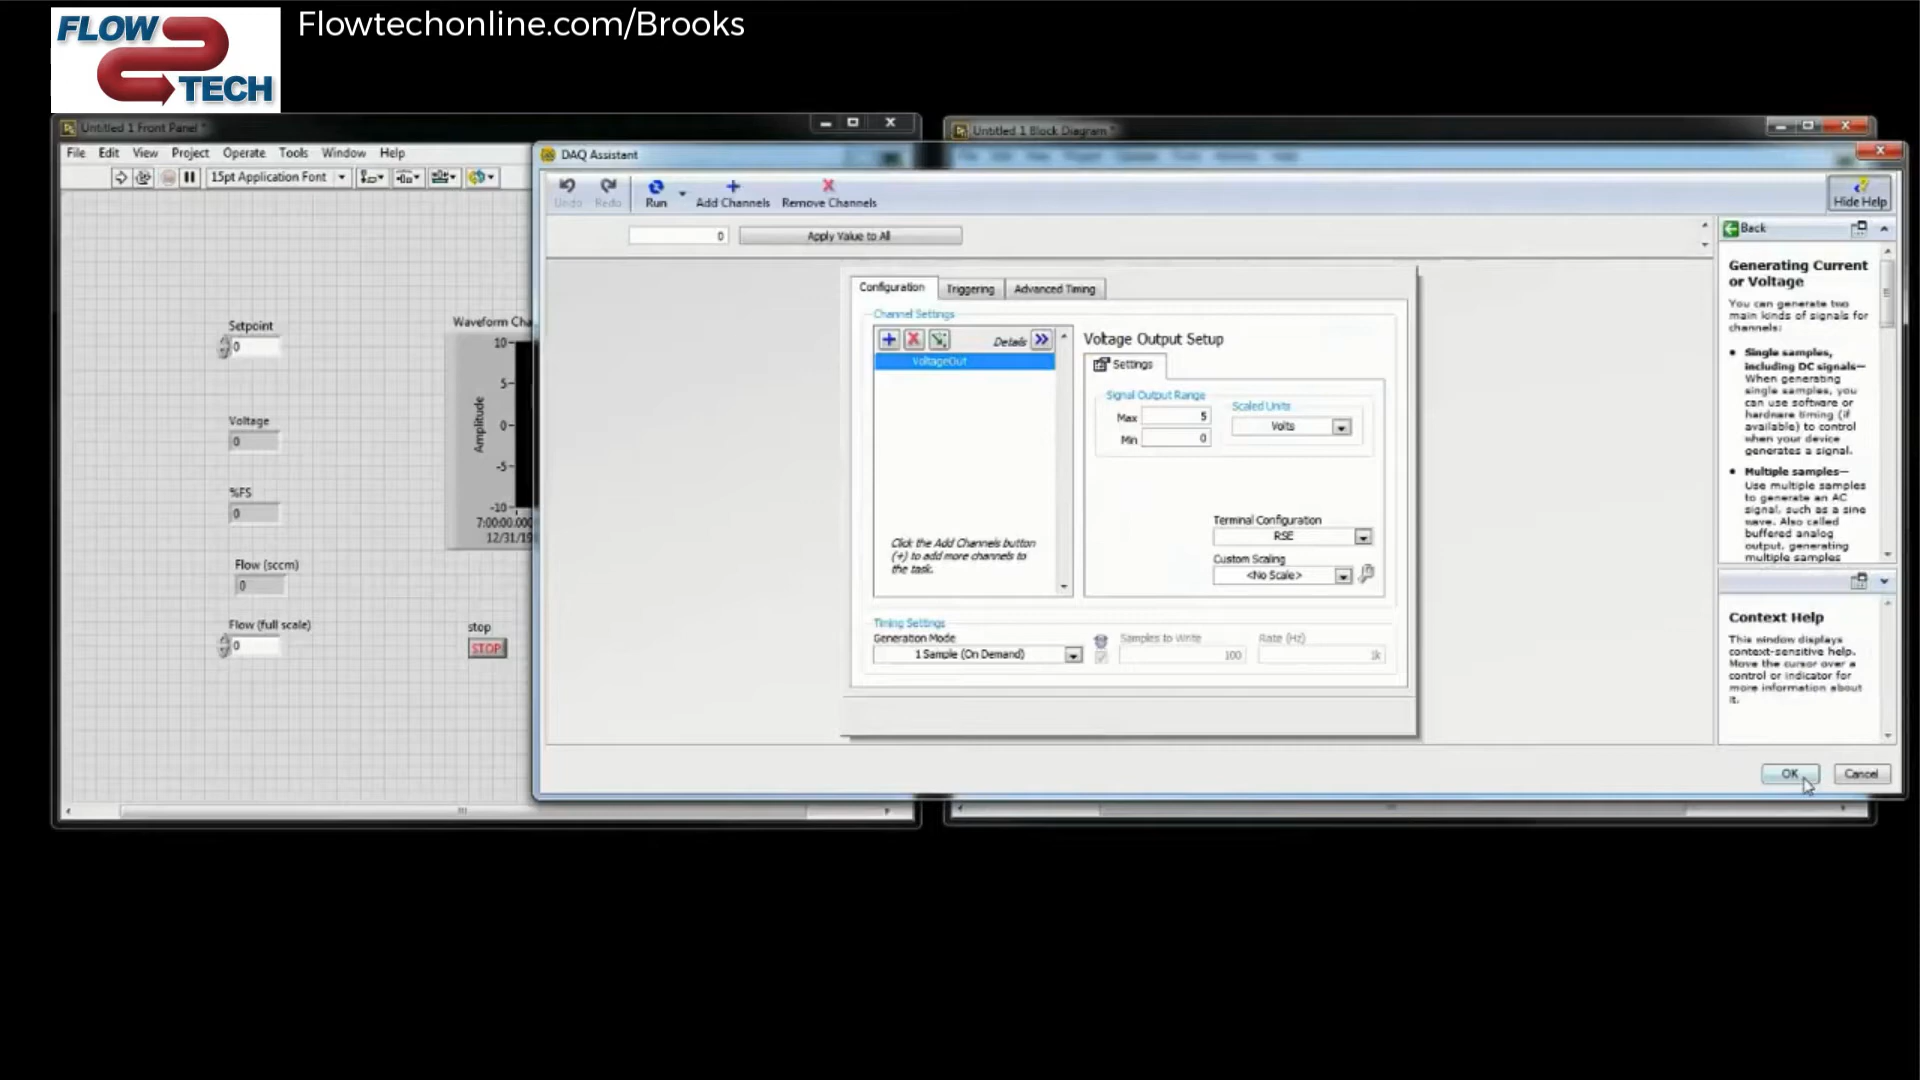 FLOW
TECH
Flowtechonline.com/Brooks
Untitled 1 Front Panel *
File Edit View Project Operate Tools Window Help
15pt Application Font
Setpoint
0
Voltage
0
%FS
0
Flow (sccm)
0
Flow (full scale)
0
Waveform Cha
Amplitude
10
5
0
-5
-10
7:00:00.000
12/31/19
stop
STOP
Untitled 1 Block Diagram *
DAQ Assistant
Undo Redo Run Add Channels Remove Channels
Hide Help
0 Apply Value to All
Configuration Triggering Advanced Timing
Channel Settings
Details
VoltageOut
Click the Add Channels button
(+) to add more channels to
the task.
Voltage Output Setup
Settings
Signal Output Range
Max 5
Min 0
Scaled Units
Volts
Terminal Configuration
RSE
Custom Scaling
<No Scale>
Timing Settings
Generation Mode Samples to Write Rate (Hz)
1 Sample (On Demand) 100 1k
Back
Generating Current
or Voltage
You can generate two
main kinds of signals for
channels:
• Single samples,
including DC signals—
When generating
single samples, you
can use software or
hardware timing (if
available) to control
when your device
generates a signal.
• Multiple samples—
Use multiple samples
to generate an AC
signal, such as a sine
wave. Also called
buffered analog
output, generating
multiple samples
Context Help
This window displays
context-sensitive help.
Move the cursor over a
control or indicator for
more information about
it.
OK Cancel